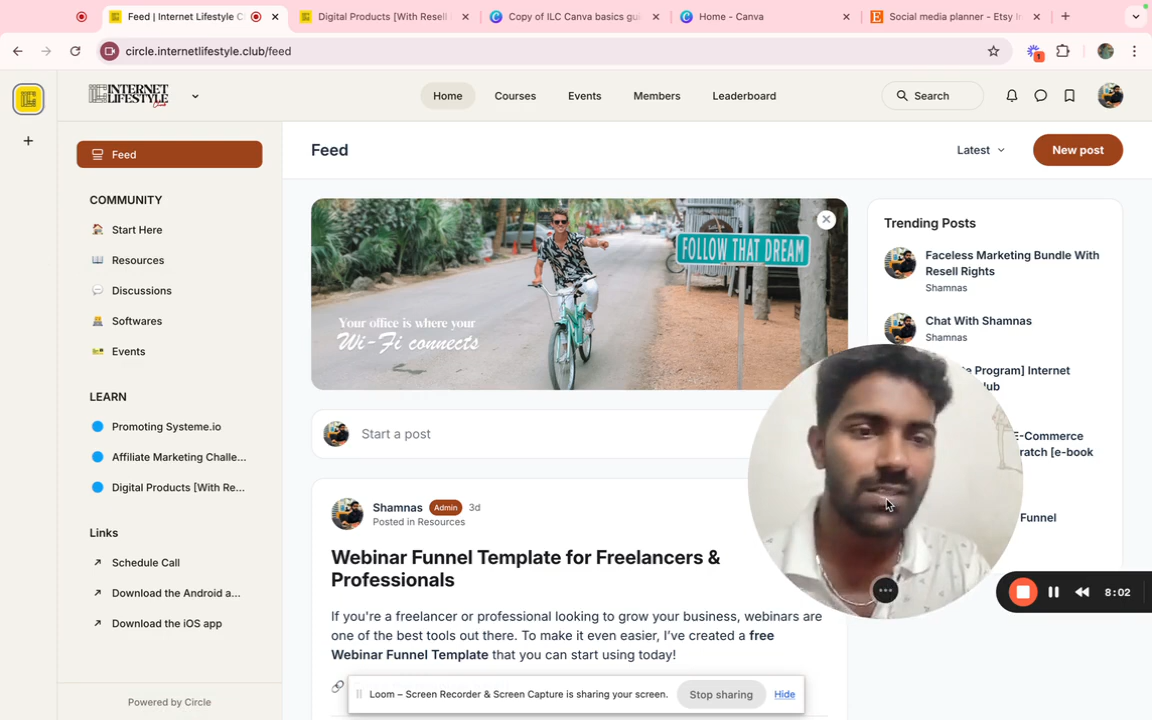 Feed | Internet Lifestyle C
Digital Products [With Resell
Copy of ILC Canva basics gui
Home - Canva
Social media planner - Etsy I
circle.internetlifestyle.club/feed
1
INTERNET
LIFESTYLE
Club
Home
Courses
Events
Members
Leaderboard
Search
Feed
COMMUNITY
Start Here
Resources
Discussions
Softwares
Events
LEARN
Promoting Systeme.io
Affiliate Marketing Challe...
Digital Products [With Re...
Links
Schedule Call
Download the Android a...
Download the iOS app
Powered by Circle
Feed
Latest
New post
FOLLOW THAT DREAM
Your office is where your
Wi-Fi connects
Start a post
Shamnas Admin 3d
Posted in Resources
Webinar Funnel Template for Freelancers &
Professionals
If you're a freelancer or professional looking to grow your business, webinars are
one of the best tools out there. To make it even easier, I've created a free
Webinar Funnel Template that you can start using today!
Trending Posts
Faceless Marketing Bundle With
Resell Rights
Shamnas
Chat With Shamnas
Shamnas
Program] Internet
E-Commerce
[e-book
Funnel
8:02
Loom – Screen Recorder & Screen Capture is sharing your screen.
Stop sharing
Hide